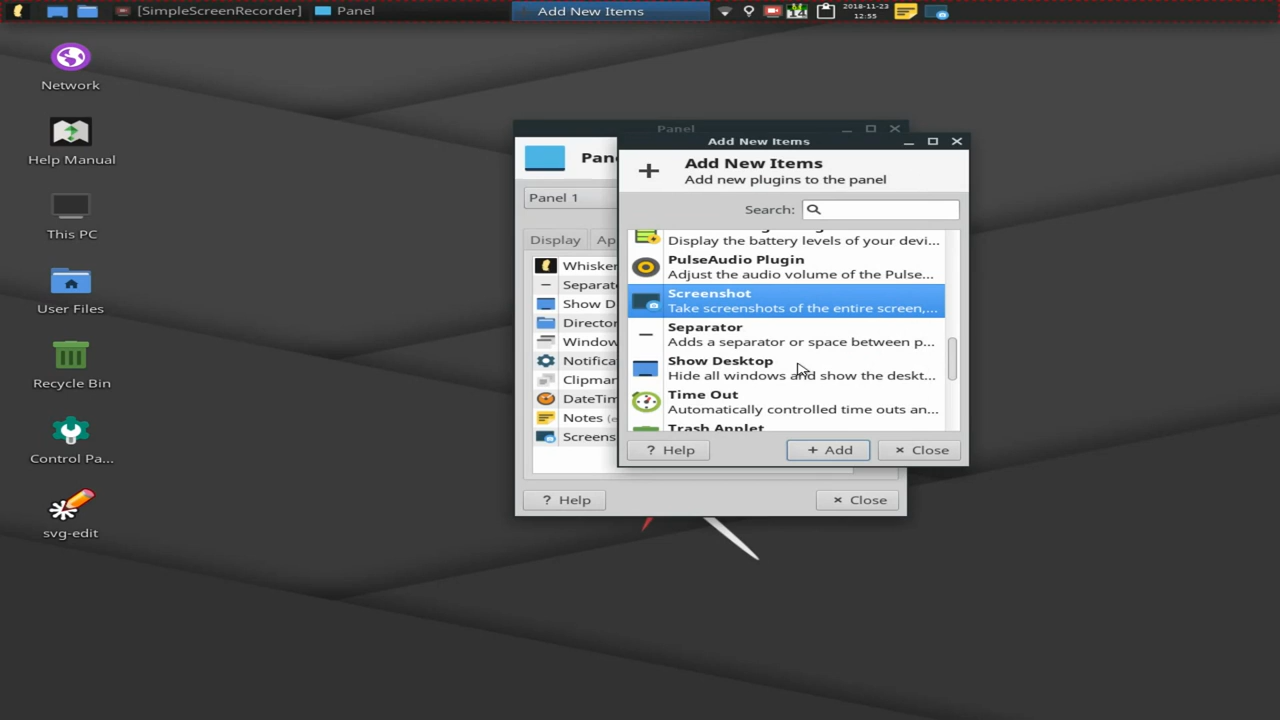 [SimpleScreenRecorder]
Panel
Add New Items
2018-11-23
12:55
Network
Help Manual
This PC
User Files
Recycle Bin
Control Pa...
svg-edit
Panel
Panel 1
Display
Whisker
Separat
Show D
Director
Window
Notifica
Clipma
DateTim
Notes
Screens
? Help
Close
Add New Items
Add New Items
Add new plugins to the panel
Search:
Display the battery levels of your devi...
PulseAudio Plugin
Adjust the audio volume of the Pulse...
Screenshot
Take screenshots of the entire screen,...
Separator
Adds a separator or space between p...
Show Desktop
Hide all windows and show the deskt...
Time Out
Automatically controlled time outs an...
Trash Applet
? Help
+ Add
Close